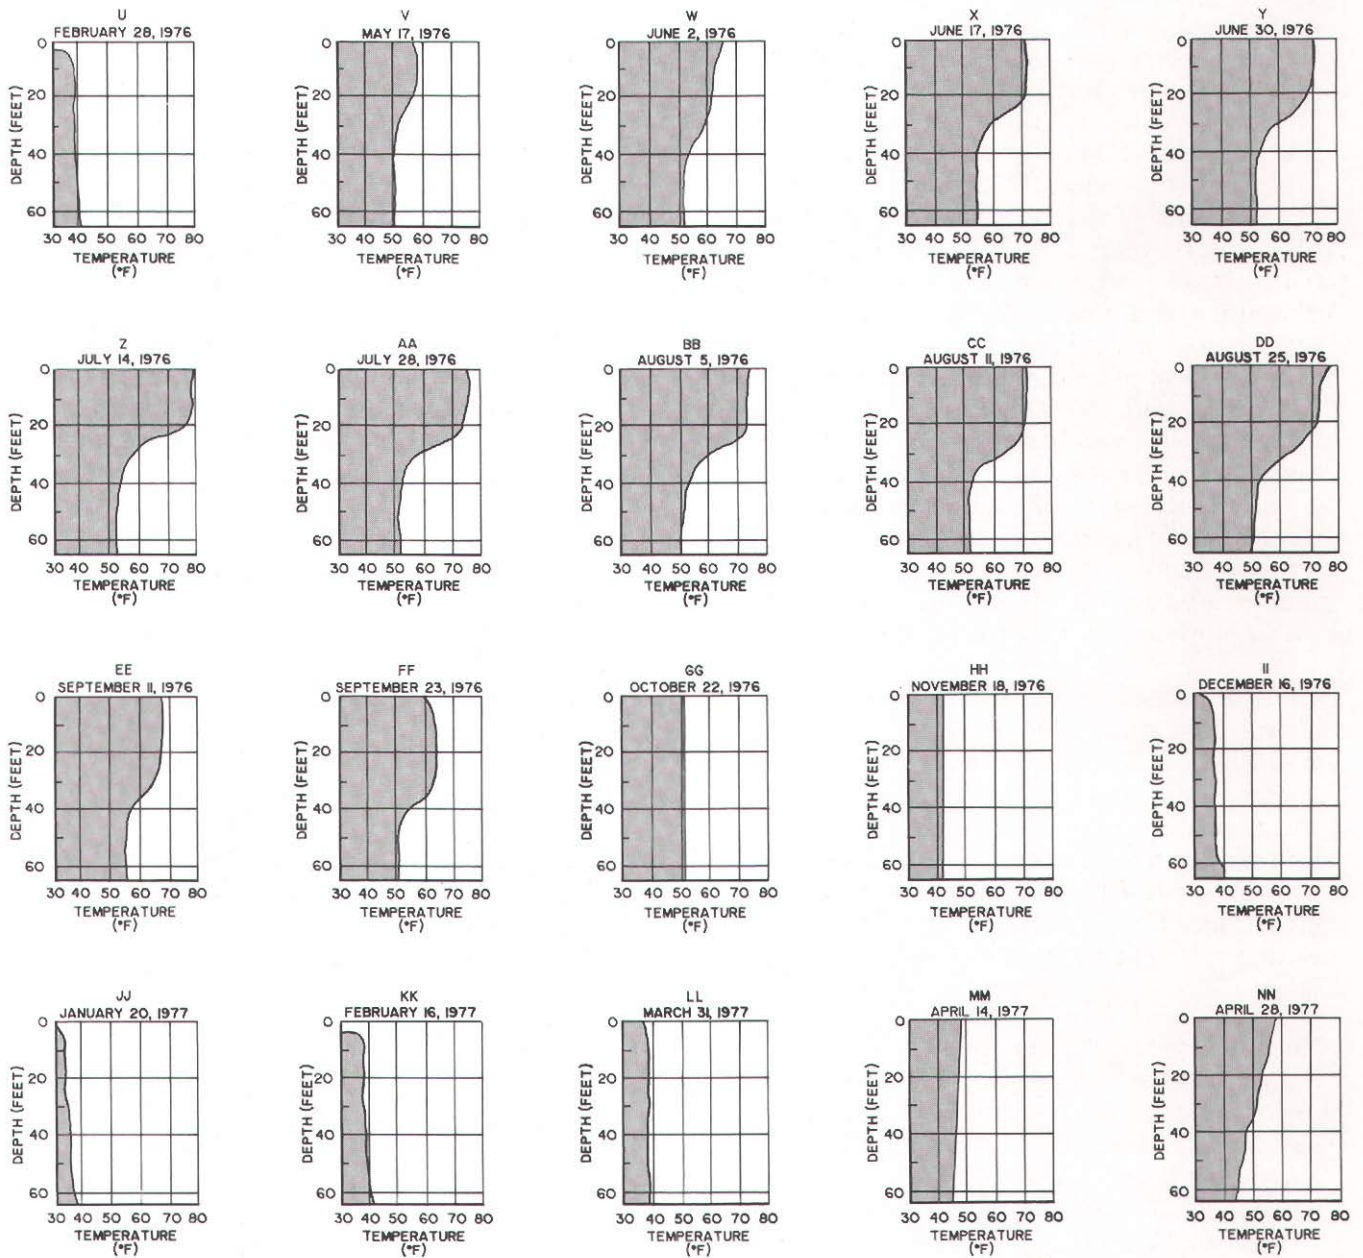 U
FEBRUARY 28, 1976
0
20
40
60
DEPTH (FEET)
30 40 50 60 70 80
TEMPERATURE
(°F)
V
MAY 17, 1976
0
20
40
60
DEPTH (FEET)
30 40 50 60 70 80
TEMPERATURE
(°F)
W
JUNE 2, 1976
0
20
40
60
DEPTH (FEET)
30 40 50 60 70 80
TEMPERATURE
(°F)
X
JUNE 17, 1976
0
20
40
60
DEPTH (FEET)
30 40 50 60 70 80
TEMPERATURE
(°F)
Y
JUNE 30, 1976
0
20
40
60
DEPTH (FEET)
30 40 50 60 70 80
TEMPERATURE
(°F)
Z
JULY 14, 1976
0
20
40
60
DEPTH (FEET)
30 40 50 60 70 80
TEMPERATURE
(°F)
AA
JULY 28, 1976
0
20
40
60
DEPTH (FEET)
30 40 50 60 70 80
TEMPERATURE
(°F)
BB
AUGUST 5, 1976
0
20
40
60
DEPTH (FEET)
30 40 50 60 70 80
TEMPERATURE
(°F)
CC
AUGUST 11, 1976
0
20
40
60
DEPTH (FEET)
30 40 50 60 70 80
TEMPERATURE
(°F)
DD
AUGUST 25, 1976
0
20
40
60
DEPTH (FEET)
30 40 50 60 70 80
TEMPERATURE
(°F)
EE
SEPTEMBER 11, 1976
0
20
40
60
DEPTH (FEET)
30 40 50 60 70 80
TEMPERATURE
(°F)
FF
SEPTEMBER 23, 1976
0
20
40
60
DEPTH (FEET)
30 40 50 60 70 80
TEMPERATURE
(°F)
GG
OCTOBER 22, 1976
0
20
40
60
DEPTH (FEET)
30 40 50 60 70 80
TEMPERATURE
(°F)
HH
NOVEMBER 18, 1976
0
20
40
60
DEPTH (FEET)
30 40 50 60 70 80
TEMPERATURE
(°F)
II
DECEMBER 16, 1976
0
20
40
60
DEPTH (FEET)
30 40 50 60 70 80
TEMPERATURE
(°F)
JJ
JANUARY 20, 1977
0
20
40
60
DEPTH (FEET)
30 40 50 60 70 80
TEMPERATURE
(°F)
KK
FEBRUARY 16, 1977
0
20
40
60
DEPTH (FEET)
30 40 50 60 70 80
TEMPERATURE
(°F)
LL
MARCH 31, 1977
0
20
40
60
DEPTH (FEET)
30 40 50 60 70 80
TEMPERATURE
(°F)
MM
APRIL 14, 1977
0
20
40
60
DEPTH (FEET)
30 40 50 60 70 80
TEMPERATURE
(°F)
NN
APRIL 28, 1977
0
20
40
60
DEPTH (FEET)
30 40 50 60 70 80
TEMPERATURE
(°F)